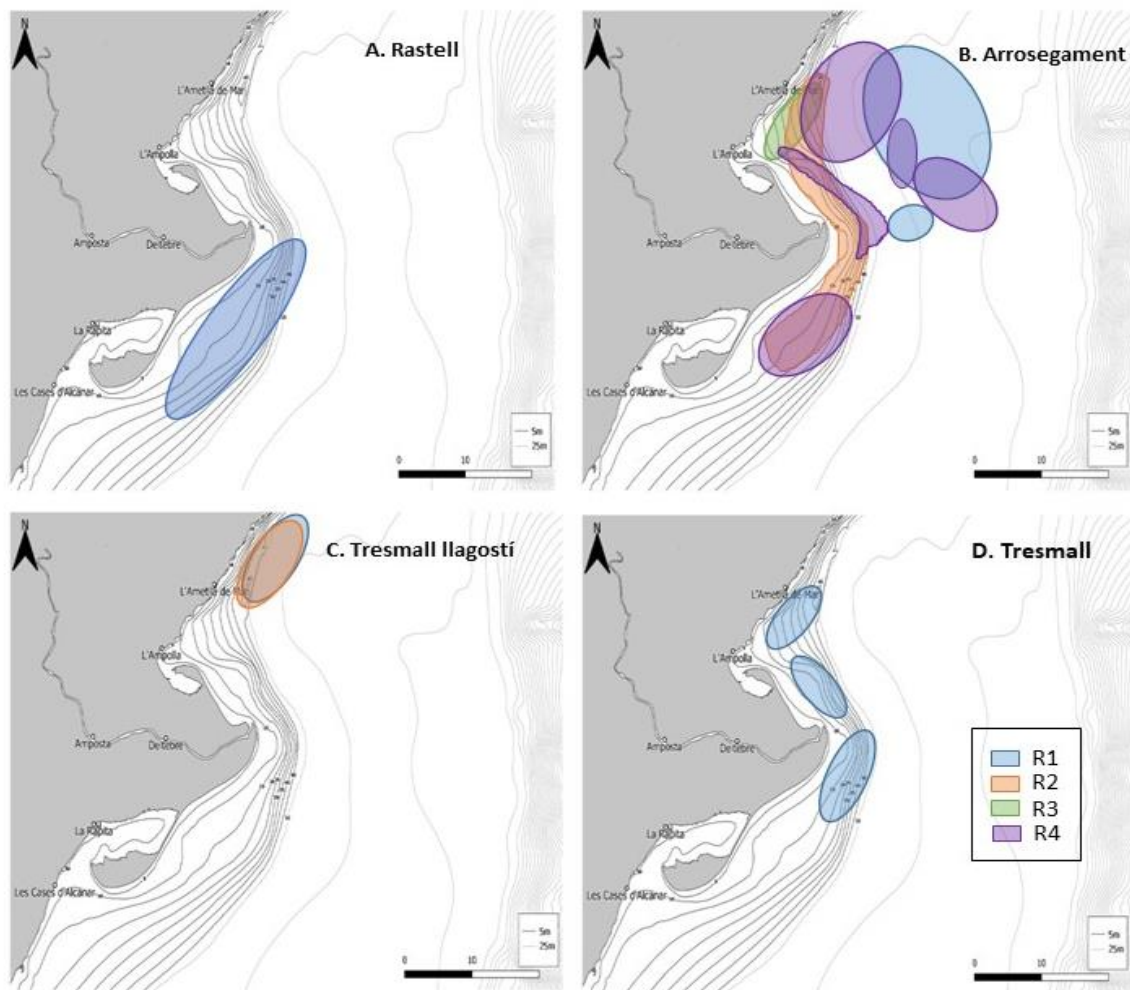 N
A. Rastell
L'Ametlla de Mar
L'Ampolla
Amposta
Deltebre
La Ràpita
Les Cases d'Alcanar
5m
25m
0
10
N
B. Arrosegament
L'Ametlla de Mar
L'Ampolla
Amposta
Deltebre
La Ràpita
Les Cases d'Alcanar
5m
25m
0
10
N
C. Tresmall llagostí
L'Ametlla de Mar
L'Ampolla
Amposta
Deltebre
La Ràpita
Les Cases d'Alcanar
5m
25m
0
10
N
D. Tresmall
L'Ametlla de Mar
L'Ampolla
Amposta
Deltebre
La Ràpita
Les Cases d'Alcanar
R1
R2
R3
R4
5m
25m
0
10